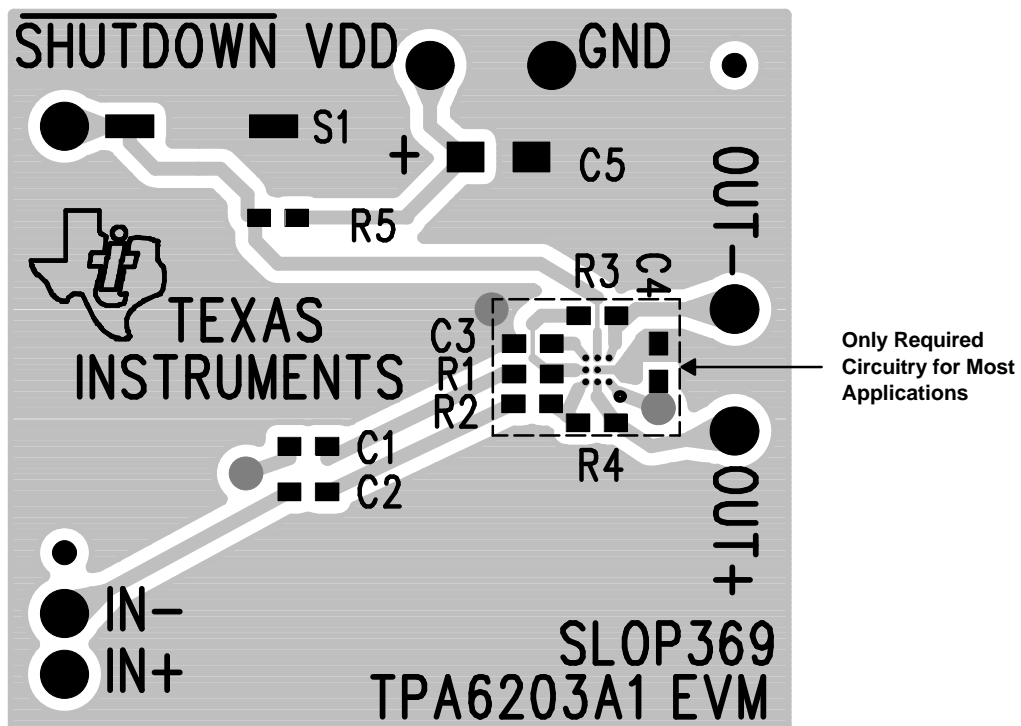 SHUTDOWN VDD GND
S1
+ C5
OUT-
R5
R3 C4
TEXAS
INSTRUMENTS
C3
R1
R2
Only Required
Circuitry for Most
Applications
C1
C2
R4
OUT+
IN-
IN+
SLOP369
TPA6203A1 EVM